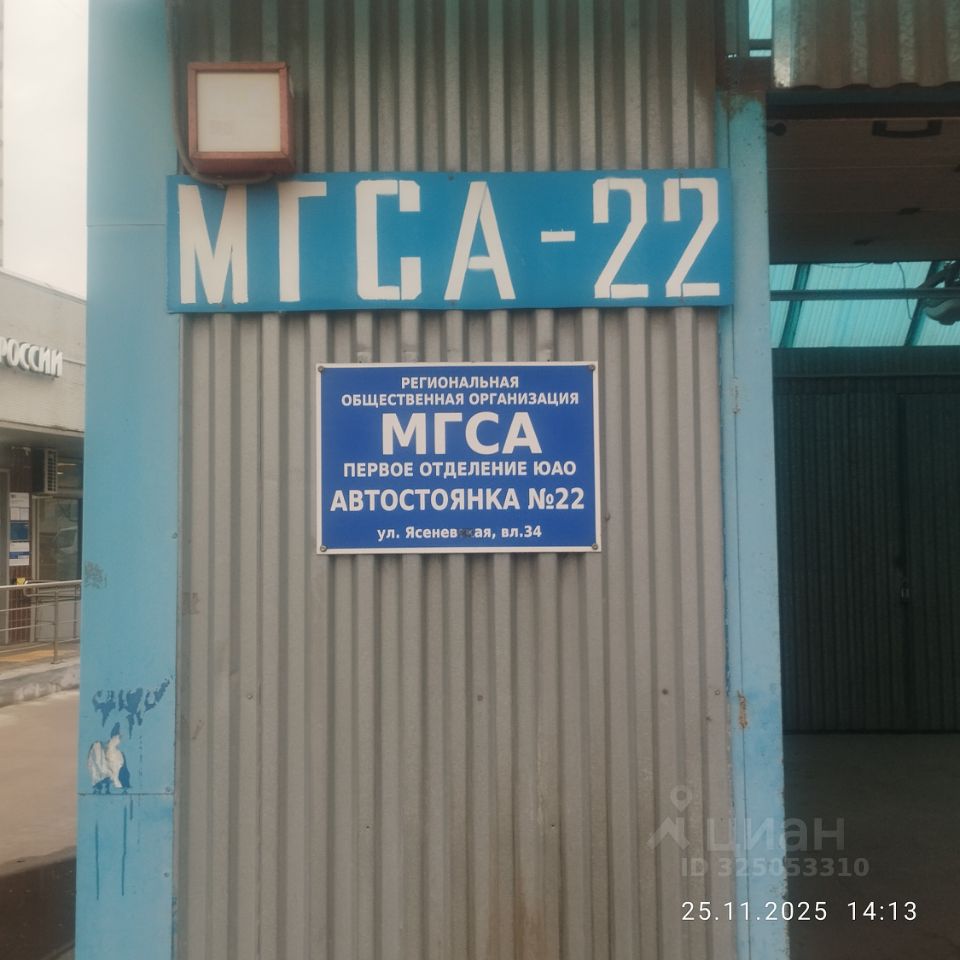 МГСА-22
РОССИИ
РЕГИОНАЛЬНАЯ
ОБЩЕСТВЕННАЯ ОРГАНИЗАЦИЯ
МГСА
ПЕРВОЕ ОТДЕЛЕНИЕ ЮАО
АВТОСТОЯНКА №22
ул. Ясеневская, вл.34
циан
ID 325053310
25.11.2025 14:13